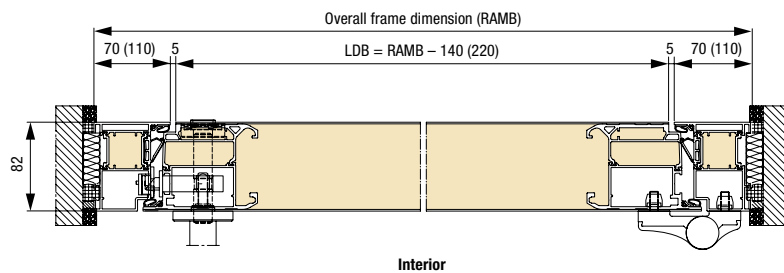 Overall frame dimension (RAMB)
70 (110) 5 LDB = RAMB – 140 (220) 5 70 (110)
82
Interior